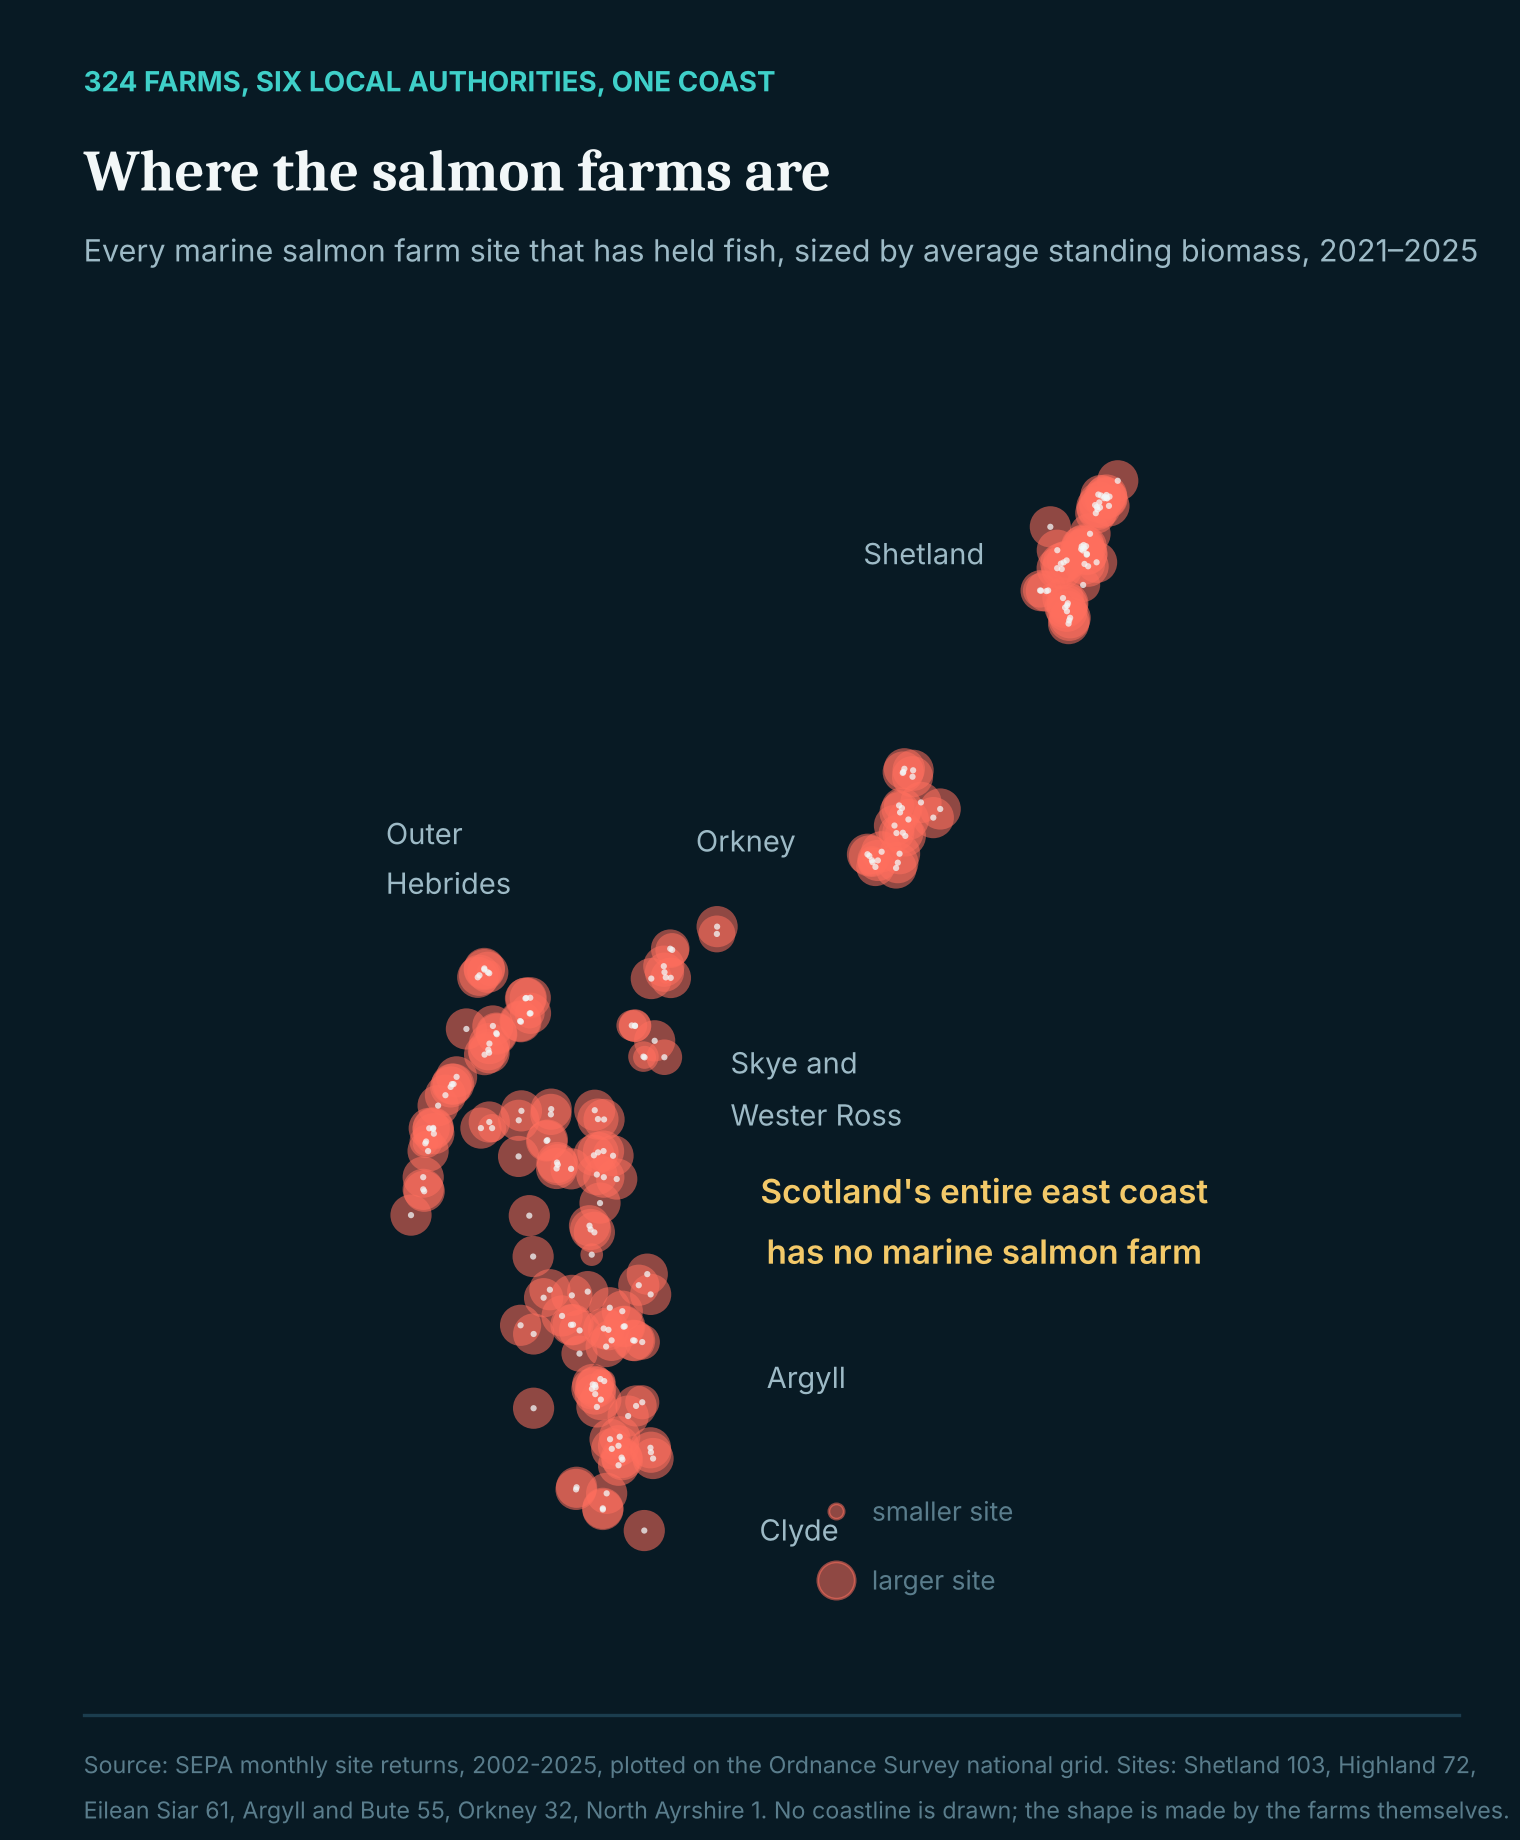 324 FARMS, SIX LOCAL AUTHORITIES, ONE COAST
Where the salmon farms are
Every marine salmon farm site that has held fish, sized by average standing biomass, 2021–2025
Shetland
Outer
Hebrides
Orkney
Skye and
Wester Ross
Scotland's entire east coast
has no marine salmon farm
Argyll
smaller site
Clyde
larger site
Source: SEPA monthly site returns, 2002-2025, plotted on the Ordnance Survey national grid. Sites: Shetland 103, Highland 72,
Eilean Siar 61, Argyll and Bute 55, Orkney 32, North Ayrshire 1. No coastline is drawn; the shape is made by the farms themselves.